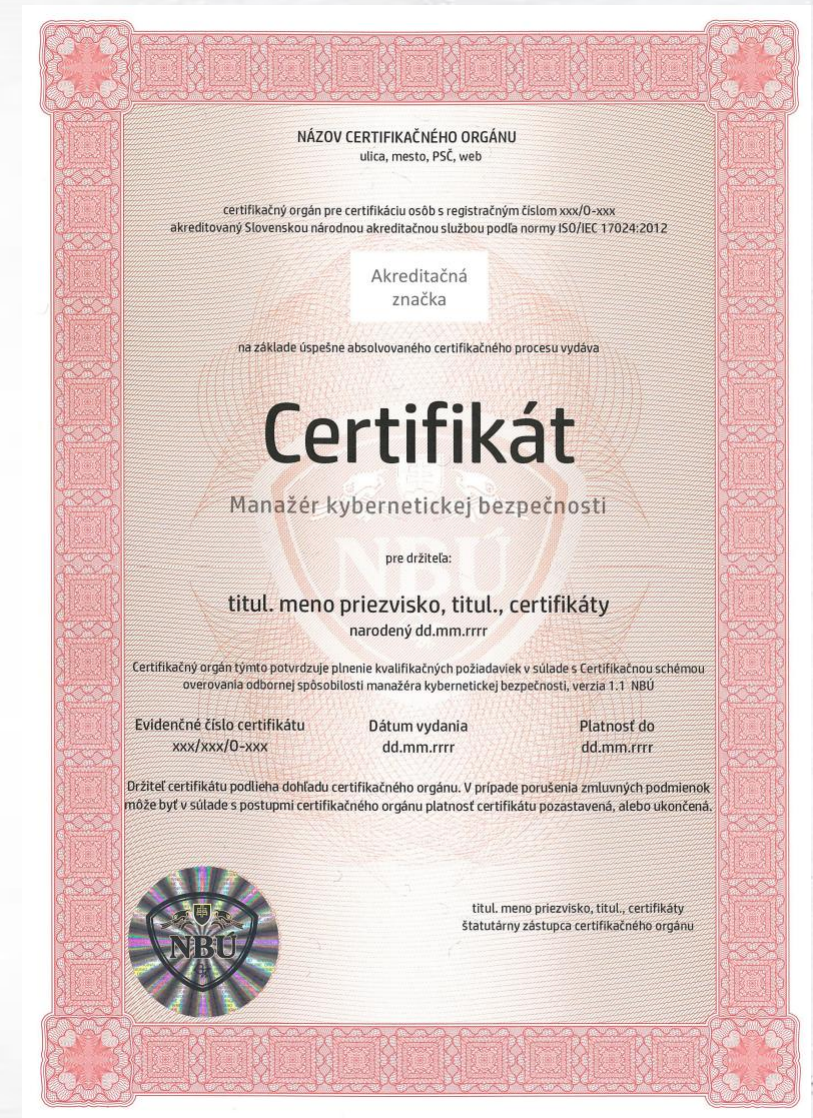 NÁZOV CERTIFIKAČNÉHO ORGÁNU
ulica, mesto, PSČ, web
certifikačný orgán pre certifikáciu osôb s registračným číslom xxx/O-xxx
akreditovaný Slovenskou národnou akreditačnou službou podľa normy ISO/IEC 17024:2012
Akreditačná
značka
na základe úspešne absolvovaného certifikačného procesu vydáva
Certifikát
Manažér kybernetickej bezpečnosti
NBÚ
pre držiteľa:
titul. meno priezvisko, titul., certifikáty
narodený dd.mm.rrrr
Certifikačný orgán týmto potvrdzuje plnenie kvalifikačných požiadaviek v súlade s Certifikačnou schémou
overovania odbornej spôsobilosti manažéra kybernetickej bezpečnosti, verzia 1.1 NBÚ
Evidenčné číslo certifikátu Dátum vydania Platnosť do
xxx/xxx/O-xxx dd.mm.rrrr dd.mm.rrrr
Držiteľ certifikátu podlieha dohľadu certifikačného orgánu. V prípade porušenia zmluvných podmienok
môže byť v súlade s postupmi certifikačného orgánu platnosť certifikátu pozastavená, alebo ukončená.
titul. meno priezvisko, titul., certifikáty
štatutárny zástupca certifikačného orgánu
NBÚ